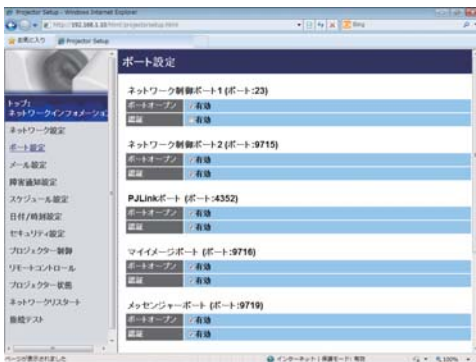 Projector Setup - Windows Internet Explorer
http://192.168.1.10/html/projectorsetup.html
Bing
お気に入り
Projector Setup
トップ:
ネットワークインフォメーション
ネットワーク設定
ポート設定
メール設定
障害通知設定
スケジュール設定
日付/時刻設定
セキュリティ設定
プロジェクター制御
リモートコントロール
プロジェクター状態
ネットワークリスタート
ポート設定
ネットワーク制御ポート1 (ポート:23)
ポートオープン 有効
認証 有効
ネットワーク制御ポート2 (ポート:9715)
ポートオープン 有効
認証 有効
PJLinkポート (ポート:4352)
ポートオープン 有効
認証 有効
マイイメージポート (ポート:9716)
ポートオープン 有効
認証 有効
メッセンジャーポート (ポート:9719)
ポートオープン 有効
認証 有効
ページが表示されました
インターネット | 保護モード: 有効
100%